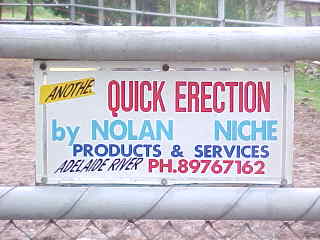 ANOTHE QUICK ERECTION
by NOLAN NICHE
PRODUCTS & SERVICES
ADELAIDE RIVER PH.89767162